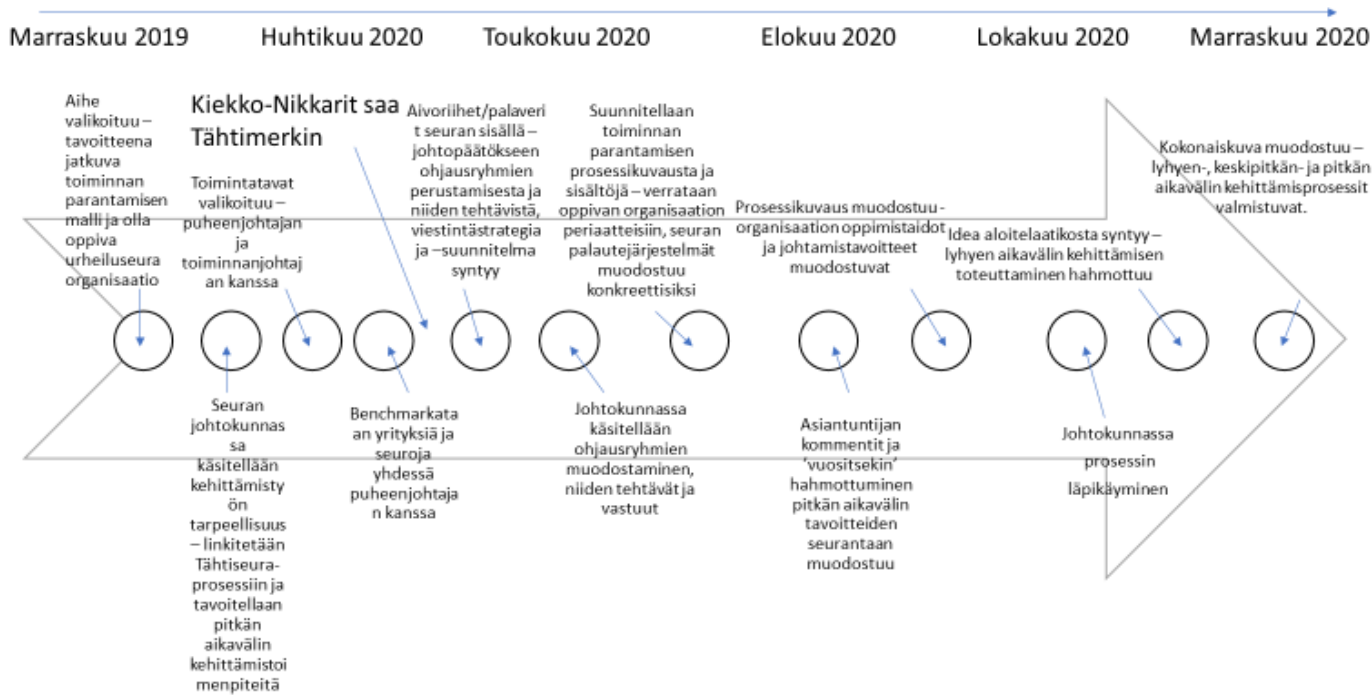 Marraskuu 2019
Huhtikuu 2020
Toukokuu 2020
Elokuu 2020
Lokakuu 2020
Marraskuu 2020
Aihe
valikoituu –
tavoitteena
jatkuva
toiminnan
parantamisen
malli ja olla
oppiva
urheiluseura
organisaatio
Toimintatavat
valikoituu –
puheenjohtajan
ja
toiminnanjohtaj
an kanssa
Kiekko-Nikkarit saa
Tähtimerkin
Aivoriihet/palaveri
t seuran sisällä –
johtopäätökseen
ohjausryhmien
perustamisesta ja
niiden tehtävistä,
viestintästrategia
ja –suunnitelma
syntyy
Suunnitellaan
toiminnan
parantamisen
prosessikuvausta ja
sisältöjä – verrataan
oppivan organisaation
periaatteisiin, seuran
palautejärjestelmät
muodostuu
konkreettisiksi
Prosessikuvaus muodostuu -
organisaation oppimistaidot
ja johtamistavoitteet
muodostuvat
Idea aloitelaatikosta syntyy –
lyhyen aikavälin kehittämisen
toteuttaminen hahmottuu
Kokonaiskuva muodostuu –
lyhyen-, keskipitkän- ja pitkän
aikavälin kehittämisprosessit
valmistuvat.
Seuran
johtokunnas
sa
käsitellään
kehittämisty
ön
tarpeellisuus
– linkitetään
Tähtiseura-
prosessiin ja
tavoitellaan
pitkän
aikavälin
kehittämistoi
menpiteitä
Benchmarkata
an yrityksiä ja
seuroja
yhdessä
puheenjohtaja
n kanssa
Johtokunnassa
käsitellään
ohjausryhmien
muodostaminen,
niiden tehtävät ja
vastuut
Asiantuntijan
kommentit ja
'vuositsekin'
hahmottuminen
pitkän aikavälin
tavoitteiden
seurantaan
muodostuu
Johtokunnassa
prosessin
läpikäyminen